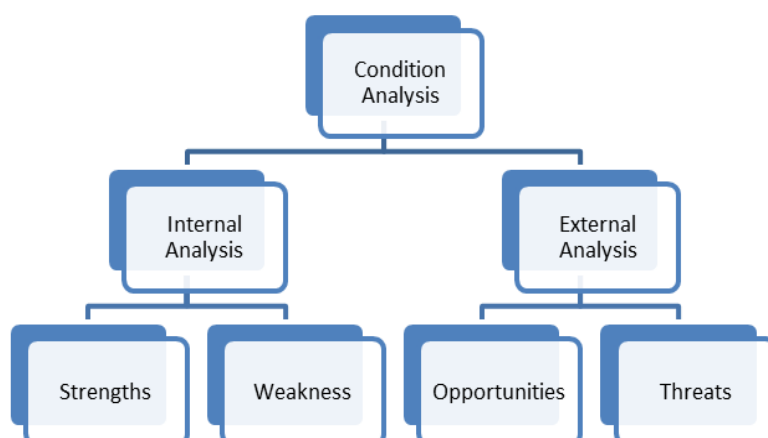 Condition
Analysis
Internal
Analysis
External
Analysis
Strengths
Weakness
Opportunities
Threats